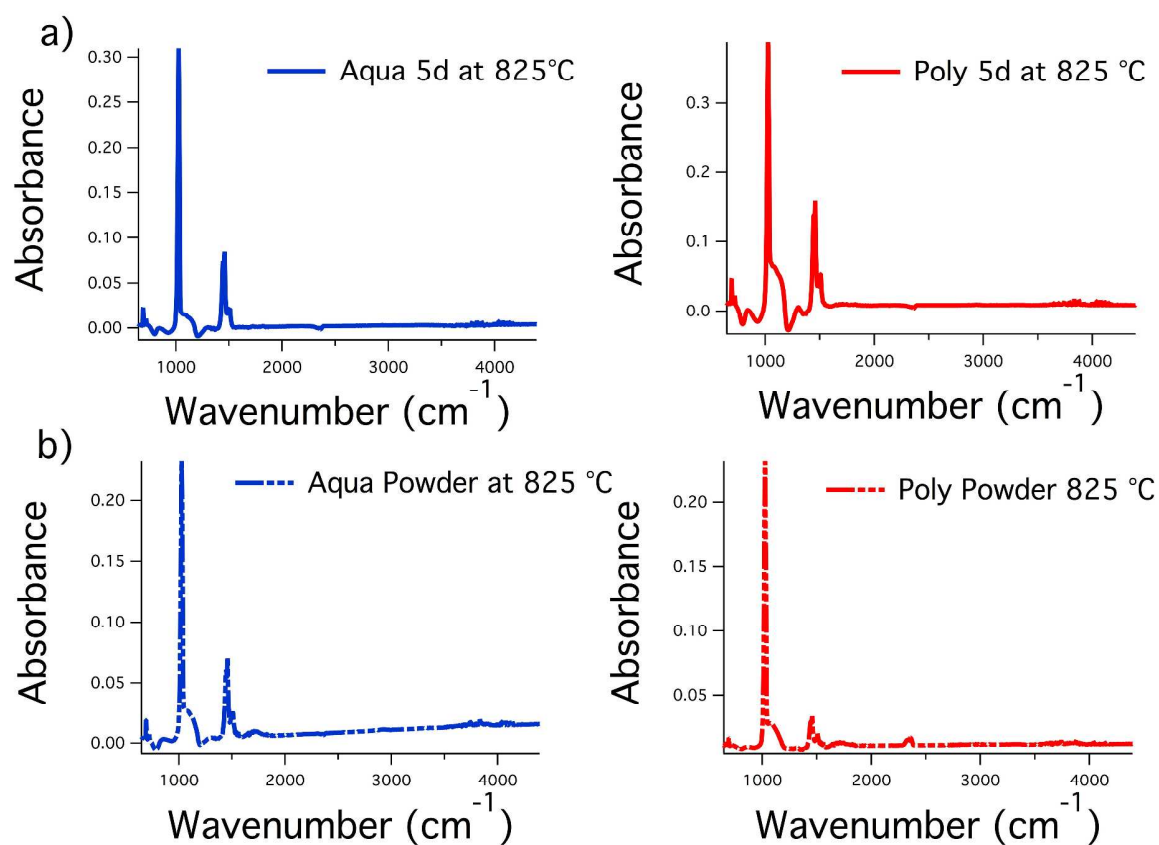 a)
Absorbance
0.30
0.25
0.20
0.15
0.10
0.05
0.00
Aqua 5d at 825°C
1000 2000 3000 4000
Wavenumber (cm-1)
Absorbance
0.3
0.2
0.1
0.0
Poly 5d at 825 °C
1000 2000 3000 4000
Wavenumber (cm-1)
b)
Absorbance
0.20
0.15
0.10
0.05
0.00
Aqua Powder at 825 °C
1000 2000 3000 4000
Wavenumber (cm-1)
Absorbance
0.20
0.15
0.10
0.05
Poly Powder 825 °C
1000 2000 3000 4000
Wavenumber (cm-1)